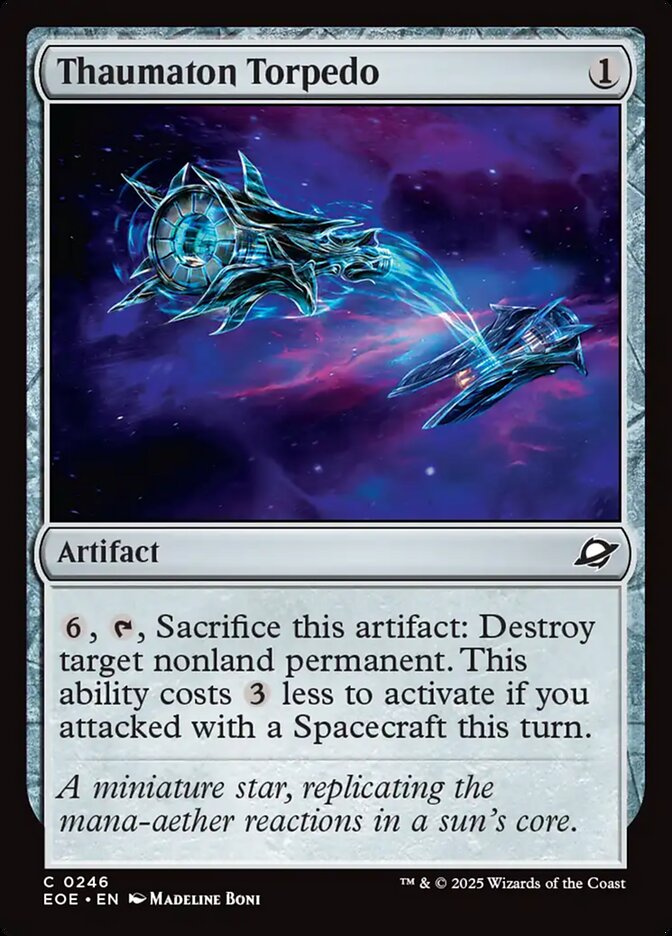 Thaumaton Torpedo 1
Artifact
6, , Sacrifice this artifact: Destroy
target nonland permanent. This
ability costs 3 less to activate if you
attacked with a Spacecraft this turn.
A miniature star, replicating the
mana-aether reactions in a sun's core.
C 0246
EOE • EN Madeline Boni
™ & © 2025 Wizards of the Coast